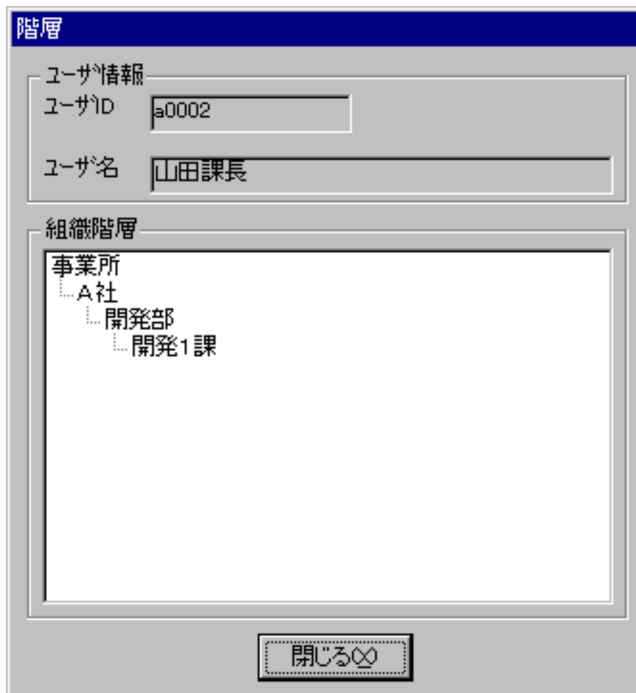 階層
ユーザ情報
ユーザID
a0002
ユーザ名
山田課長
組織階層
事業所
A社
開発部
開発1課
閉じる(X)